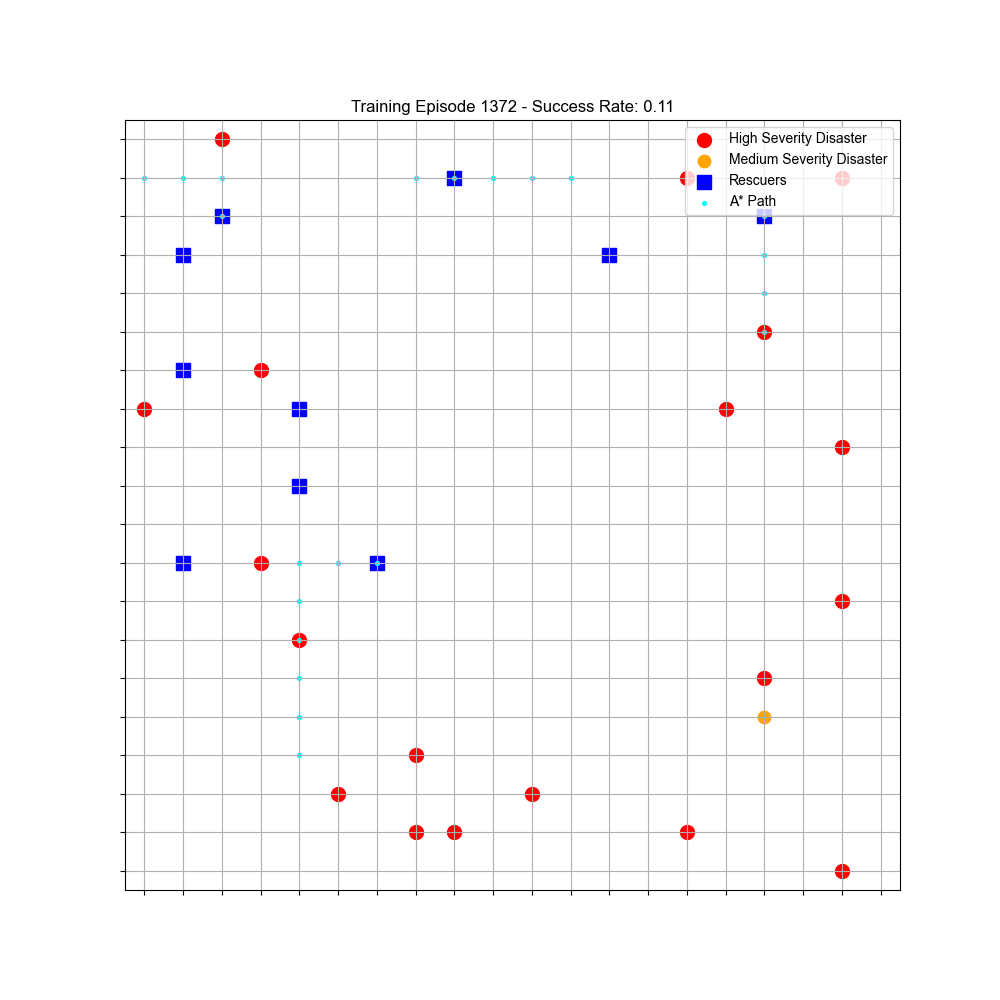 Training Episode 1372 - Success Rate: 0.11
High Severity Disaster
Medium Severity Disaster
Rescuers
A* Path